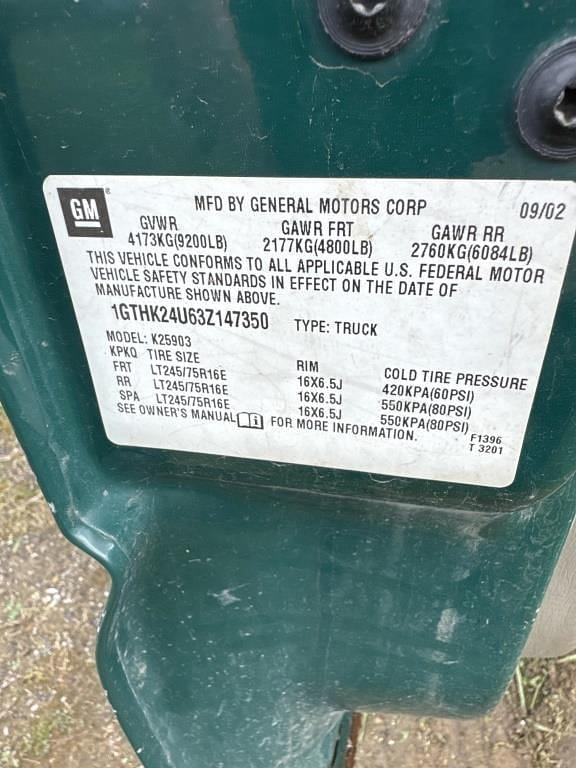 GM
®
MFD BY GENERAL MOTORS CORP 09/02
GVWR GAWR FRT GAWR RR
4173KG(9200LB) 2177KG(4800LB) 2760KG(6084LB)
THIS VEHICLE CONFORMS TO ALL APPLICABLE U.S. FEDERAL MOTOR
VEHICLE SAFETY STANDARDS IN EFFECT ON THE DATE OF
MANUFACTURE SHOWN ABOVE.
1GTHK24U63Z147350 TYPE: TRUCK
MODEL: K25903
KPKQ TIRE SIZE RIM COLD TIRE PRESSURE
FRT LT245/75R16E 16X6.5J 420KPA(60PSI)
RR LT245/75R16E 16X6.5J 550KPA(80PSI)
SPA LT245/75R16E 16X6.5J 550KPA(80PSI)
SEE OWNER'S MANUAL FOR MORE INFORMATION.
F1396
T 3201